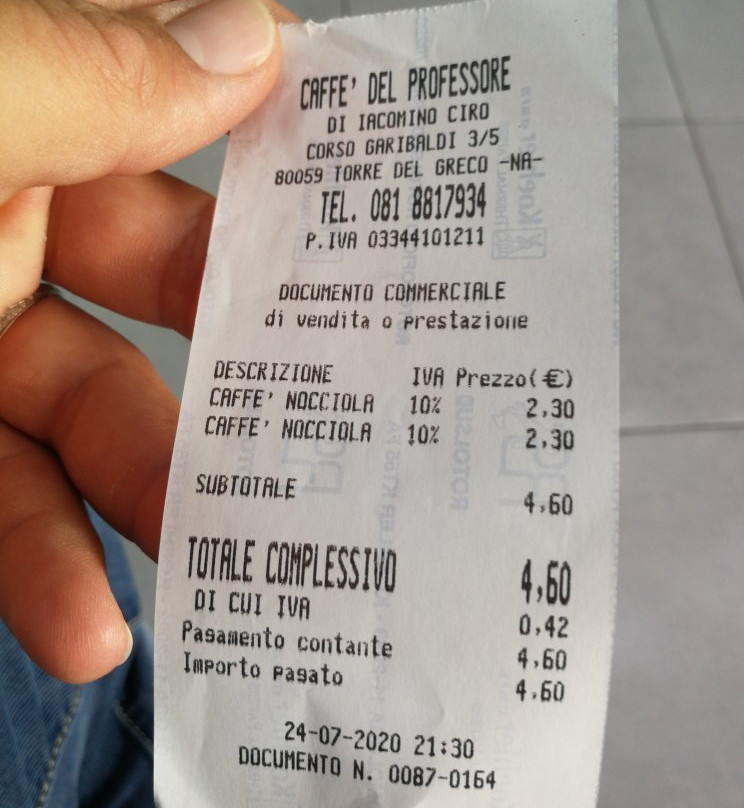 CAFFE' DEL PROFESSORE
DI IACOMINO CIRO
CORSO GARIBALDI 3/5
80059 TORRE DEL GRECO -NA-
TEL. 081 8817934
P.IVA 03344101211
DOCUMENTO COMMERCIALE
di vendita o prestazione
DESCRIZIONE IVA Prezzo(€)
CAFFE' NOCCIOLA 10% 2,30
CAFFE' NOCCIOLA 10% 2,30
SUBTOTALE 4,60
TOTALE COMPLESSIVO 4,60
DI CUI IVA 0,42
Pagamento contante 4,60
Importo pagato 4,60
24-07-2020 21:30
DOCUMENTO N. 0087-0164